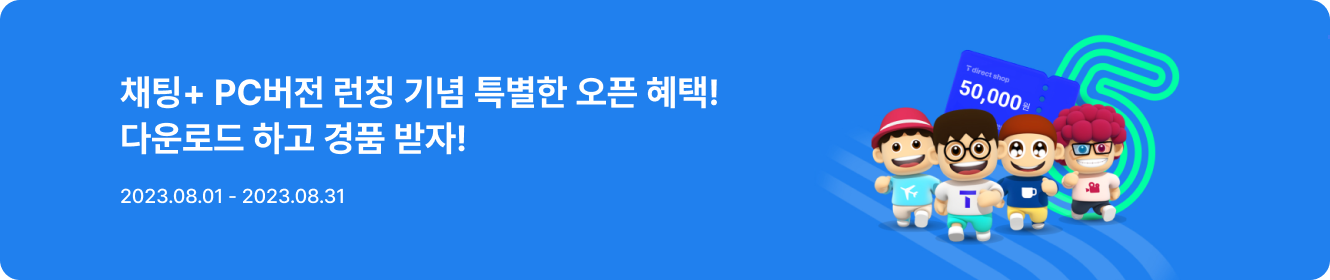 채팅+ PC버전 런칭 기념 특별한 오픈 혜택!
다운로드 하고 경품 받자!
2023.08.01 - 2023.08.31
T direct shop
50,000원
T